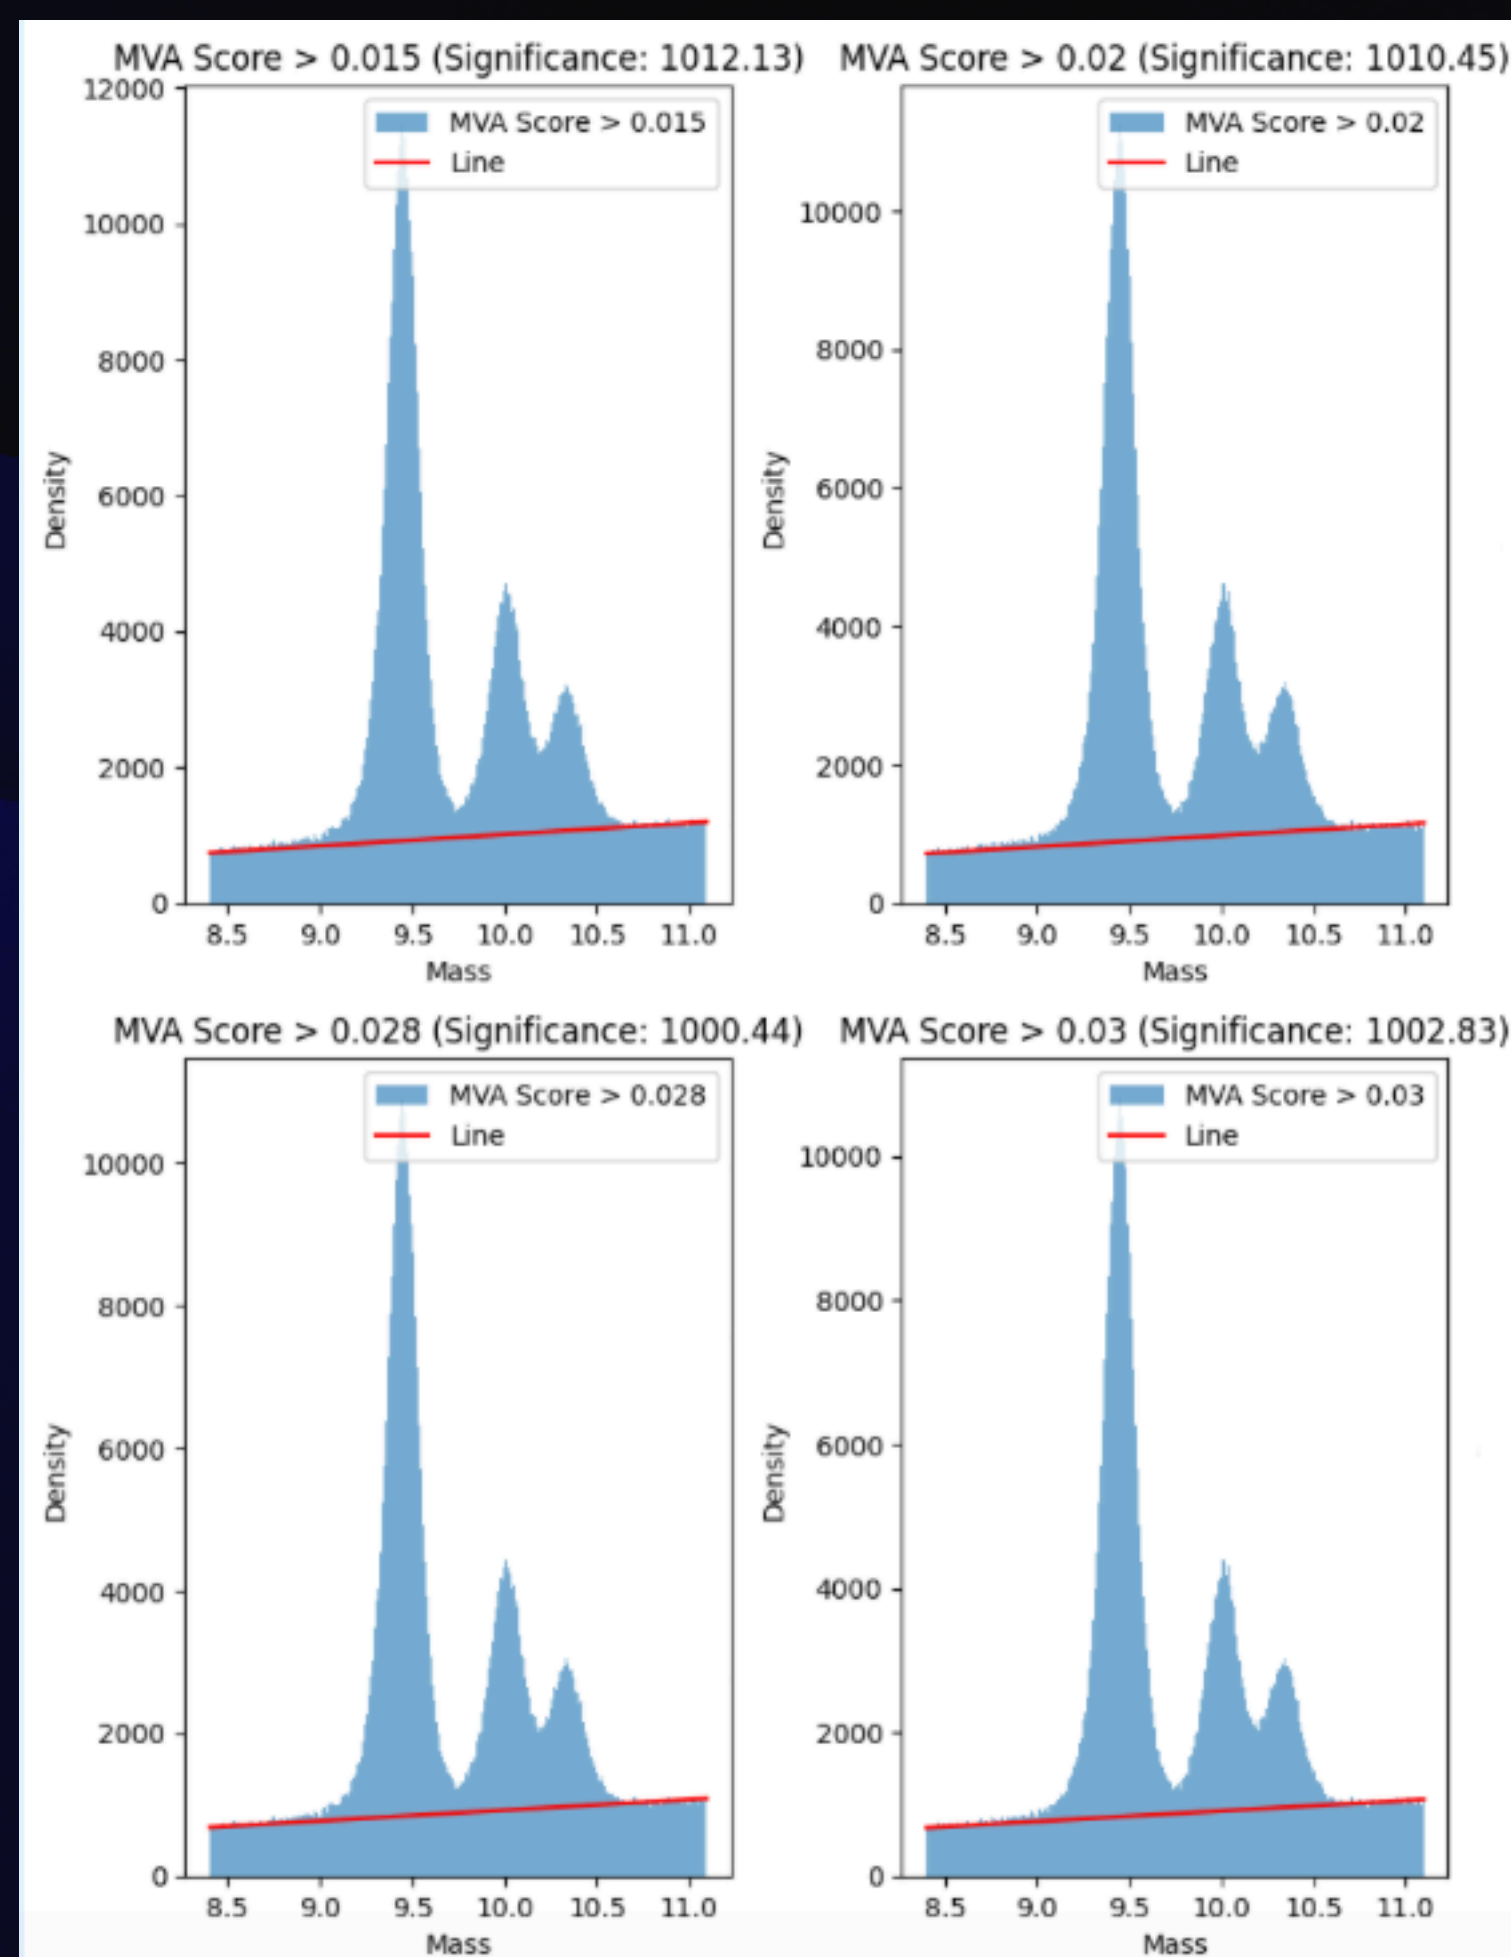 MVA Score > 0.015 (Significance: 1012.13)
12000
10000
8000
6000
4000
2000
0
Density
MVA Score > 0.015
Line
8.5 9.0 9.5 10.0 10.5 11.0
Mass
MVA Score > 0.02 (Significance: 1010.45)
10000
8000
6000
4000
2000
0
Density
MVA Score > 0.02
Line
8.5 9.0 9.5 10.0 10.5 11.0
Mass
MVA Score > 0.028 (Significance: 1000.44)
10000
8000
6000
4000
2000
0
Density
MVA Score > 0.028
Line
8.5 9.0 9.5 10.0 10.5 11.0
Mass
MVA Score > 0.03 (Significance: 1002.83)
10000
8000
6000
4000
2000
0
Density
MVA Score > 0.03
Line
8.5 9.0 9.5 10.0 10.5 11.0
Mass